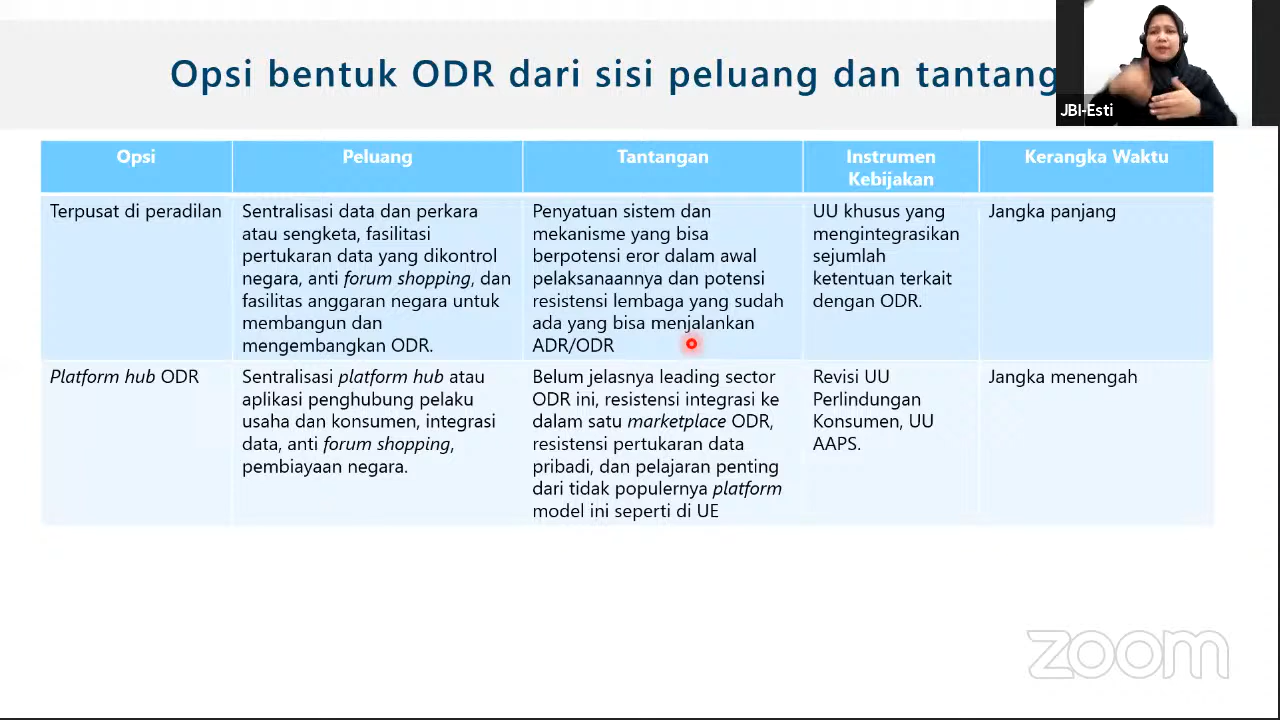 Opsi bentuk ODR dari sisi peluang dan tantang
JBI-Esti
Opsi
Peluang
Tantangan
Instrumen
Kebijakan
Kerangka Waktu
Terpusat di peradilan
Sentralisasi data dan perkara
atau sengketa, fasilitasi
pertukaran data yang dikontrol
negara, anti forum shopping, dan
fasilitas anggaran negara untuk
membangun dan
mengembangkan ODR.
Penyatuan sistem dan
mekanisme yang bisa
berpotensi eror dalam awal
pelaksanaannya dan potensi
resistensi lembaga yang sudah
ada yang bisa menjalankan
ADR/ODR
UU khusus yang
mengintegrasikan
sejumlah
ketentuan terkait
dengan ODR.
Jangka panjang
Platform hub ODR
Sentralisasi platform hub atau
aplikasi penghubung pelaku
usaha dan konsumen, integrasi
data, anti forum shopping,
pembiayaan negara.
Belum jelasnya leading sector
ODR ini, resistensi integrasi ke
dalam satu marketplace ODR,
resistensi pertukaran data
pribadi, dan pelajaran penting
dari tidak populernya platform
model ini seperti di UE
Revisi UU
Perlindungan
Konsumen, UU
AAPS.
Jangka menengah
zoom